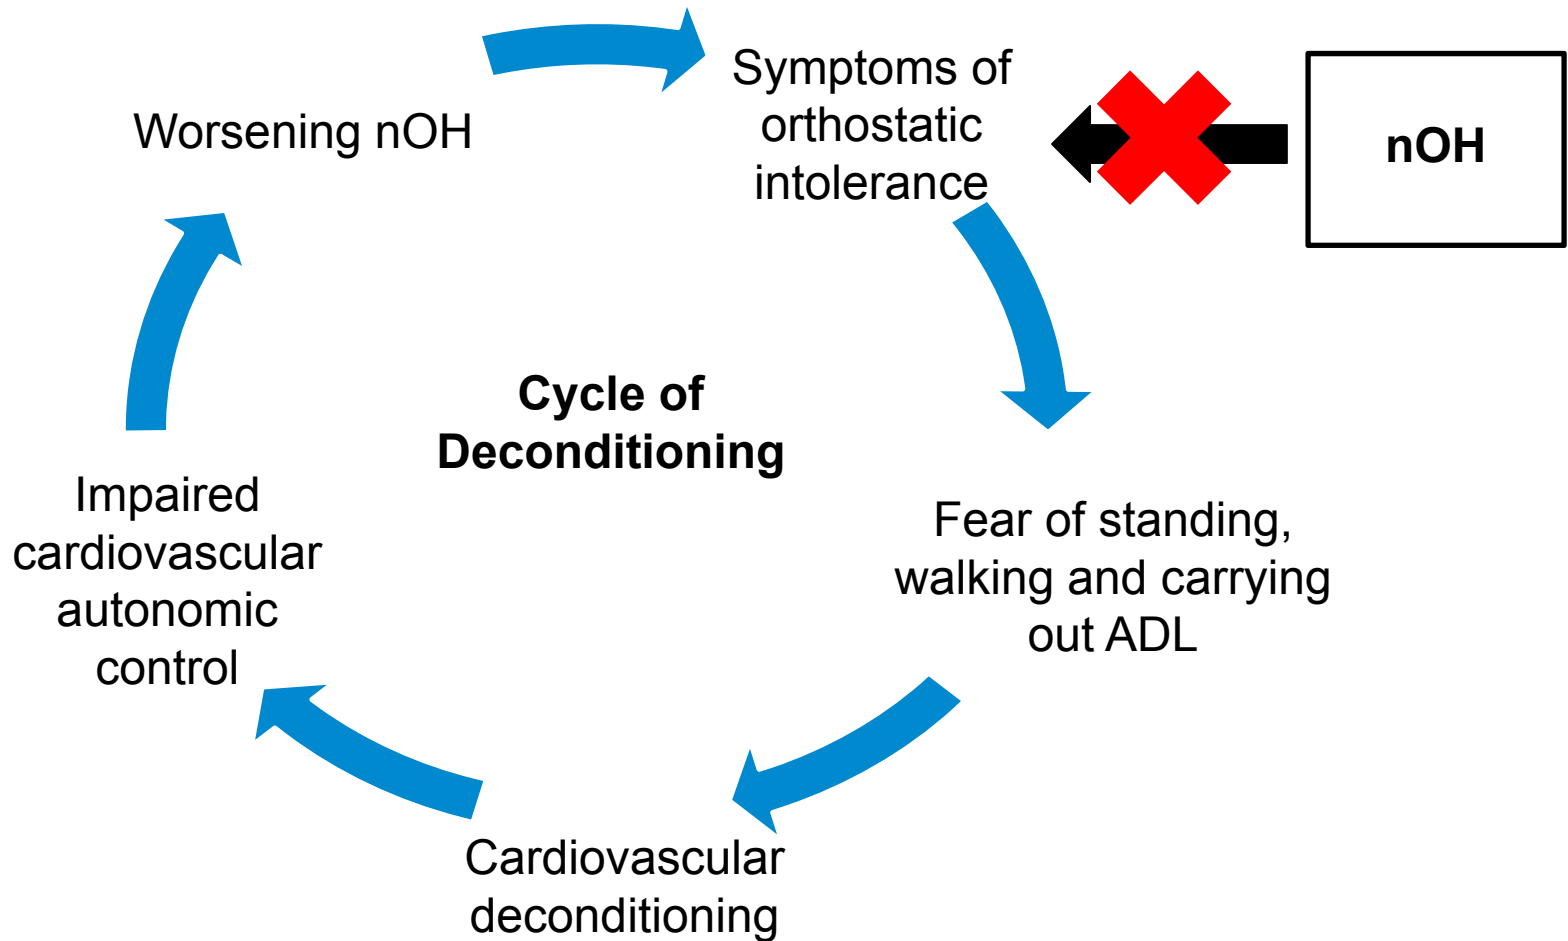 Symptoms of
orthostatic
intolerance
nOH
Worsening nOH
Cycle of
Deconditioning
Impaired
cardiovascular
autonomic
control
Fear of standing,
walking and carrying
out ADL
Cardiovascular
deconditioning